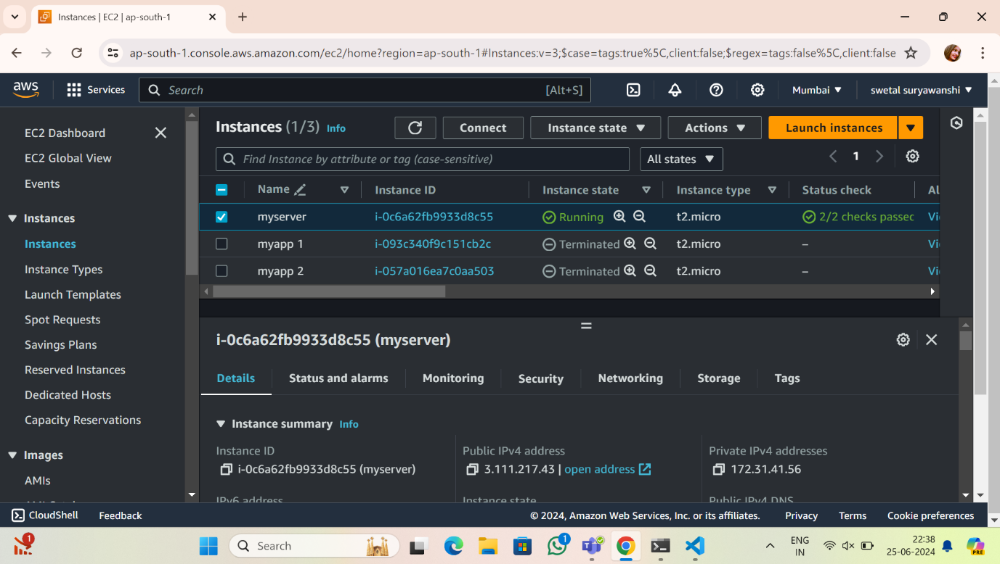 Instances | EC2 | ap-south-1
ap-south-1.console.aws.amazon.com/ec2/home?region=ap-south-1#Instances:v=3;$case=tags:true%5C,client:false;$regex=tags:false%5C,client:false
aws Services Search [Alt+S] Mumbai swetal suryawanshi
EC2 Dashboard
EC2 Global View
Events
Instances
Instances
Instance Types
Launch Templates
Spot Requests
Savings Plans
Reserved Instances
Dedicated Hosts
Capacity Reservations
Images
AMIs
Instances (1/3) Info Connect Instance state Actions Launch instances
Find Instance by attribute or tag (case-sensitive) All states 1
Name Instance ID Instance state Instance type Status check Al
myserver i-0c6a62fb9933d8c55 Running t2.micro 2/2 checks passec Vi
myapp 1 i-093c340f9c151cb2c Terminated t2.micro – Vi
myapp 2 i-057a016ea7c0aa503 Terminated t2.micro – Vi
i-0c6a62fb9933d8c55 (myserver)
Details Status and alarms Monitoring Security Networking Storage Tags
Instance summary Info
Instance ID Public IPv4 address Private IPv4 addresses
i-0c6a62fb9933d8c55 (myserver) 3.111.217.43 | open address 172.31.41.56
IPv6 address Instance state Public IPv4 DNS
CloudShell Feedback © 2024, Amazon Web Services, Inc. or its affiliates. Privacy Terms Cookie preferences
1 Search 1 ENG 22:38
IN 25-06-2024 PRE